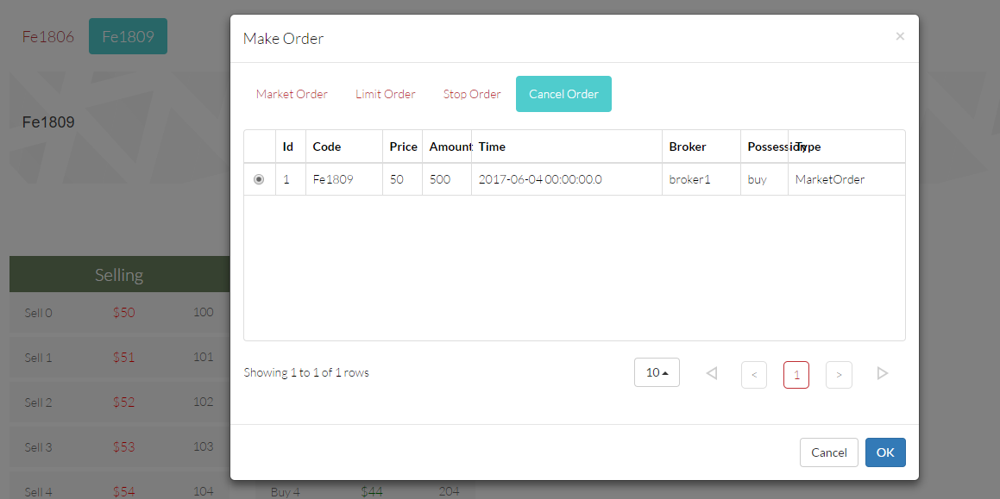 Fe1806 Fe1809
Fe1809
Make Order ×
Market Order Limit Order Stop Order Cancel Order
Id Code Price Amount Time Broker Possession Type
1 Fe1809 50 500 2017-06-04 00:00:00.0 broker1 buy MarketOrder
Showing 1 to 1 of 1 rows 10 < 1 >
Cancel OK
Selling
Sell 0 $50 100
Sell 1 $51 101
Sell 2 $52 102
Sell 3 $53 103
Sell 4 $54 104 Buy 4 $44 204